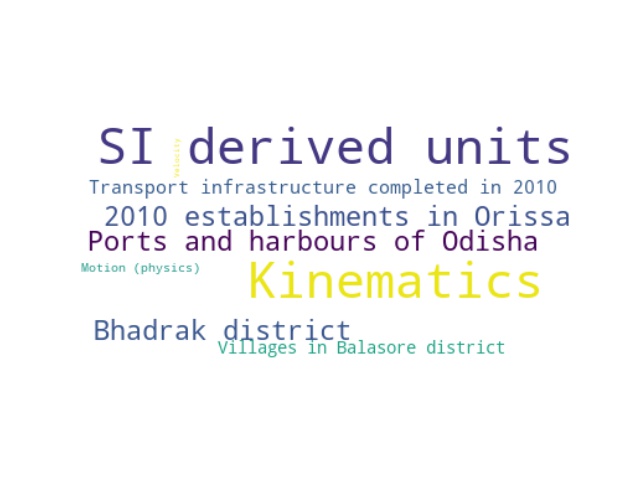 SI derived units
velocity
Transport infrastructure completed in 2010
2010 establishments in Orissa
Ports and harbours of Odisha
Motion (physics)
Kinematics
Bhadrak district
Villages in Balasore district